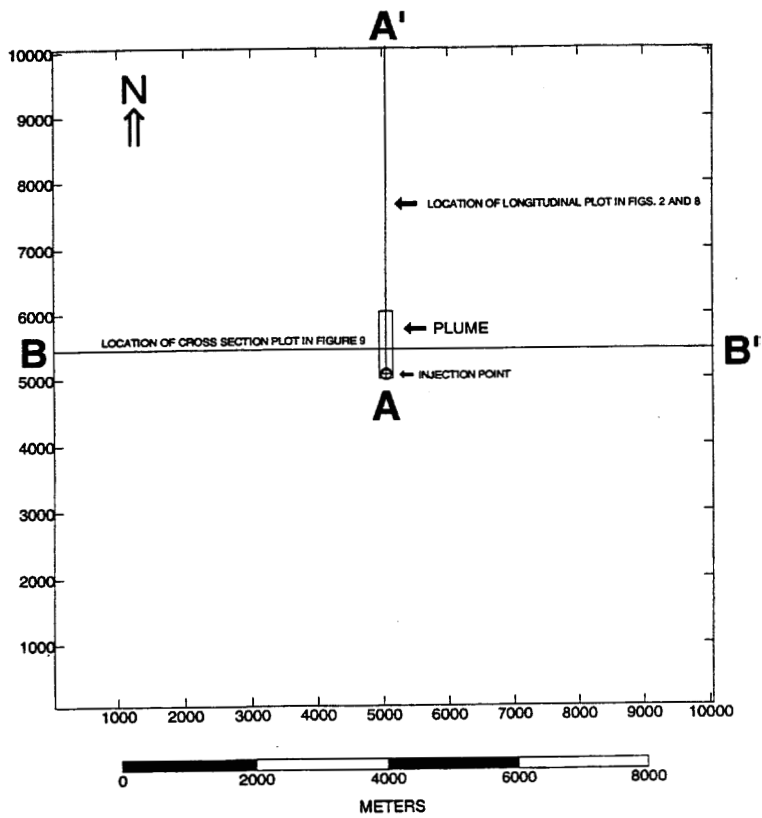 A'
10000
N
9000
8000
LOCATION OF LONGITUDINAL PLOT IN FIGS. 2 AND 8
7000
6000
PLUME
LOCATION OF CROSS SECTION PLOT IN FIGURE 9
B
B'
5000
INJECTION POINT
A
4000
3000
2000
1000
1000 2000 3000 4000 5000 6000 7000 8000 9000 10000
0 2000 4000 6000 8000
METERS